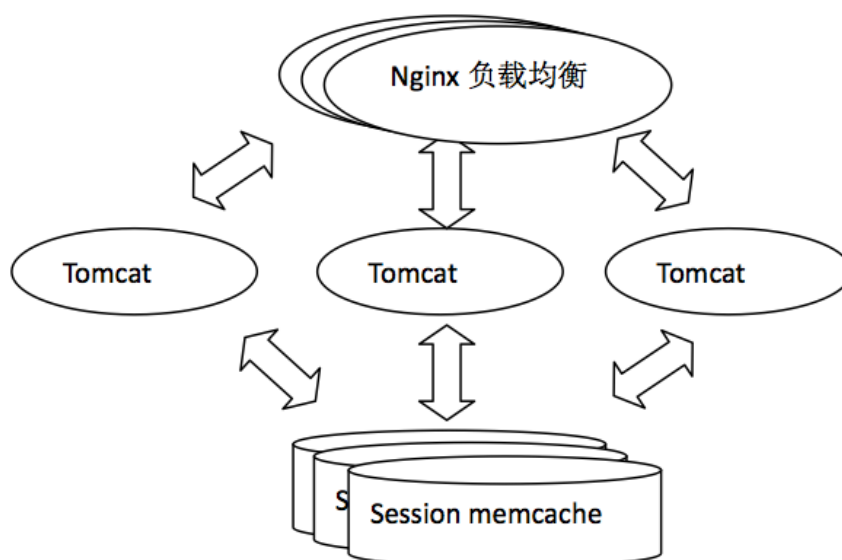 Nginx 负载均衡
Tomcat
Tomcat
Tomcat
S
Session memcache